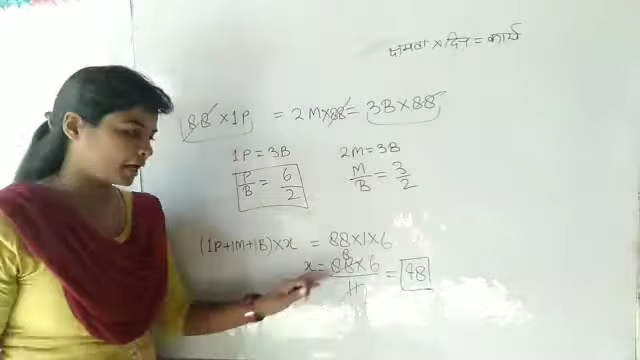 क्षमता × दिन = कार्य
88 × 1P = 2M × 88 = 3B × 88
1P = 3B 2M = 3B
P/B = 6/2 M/B = 3/2
(1P+1M+1B) × x = 88×1×6
x = 88×6/11 = 48
8